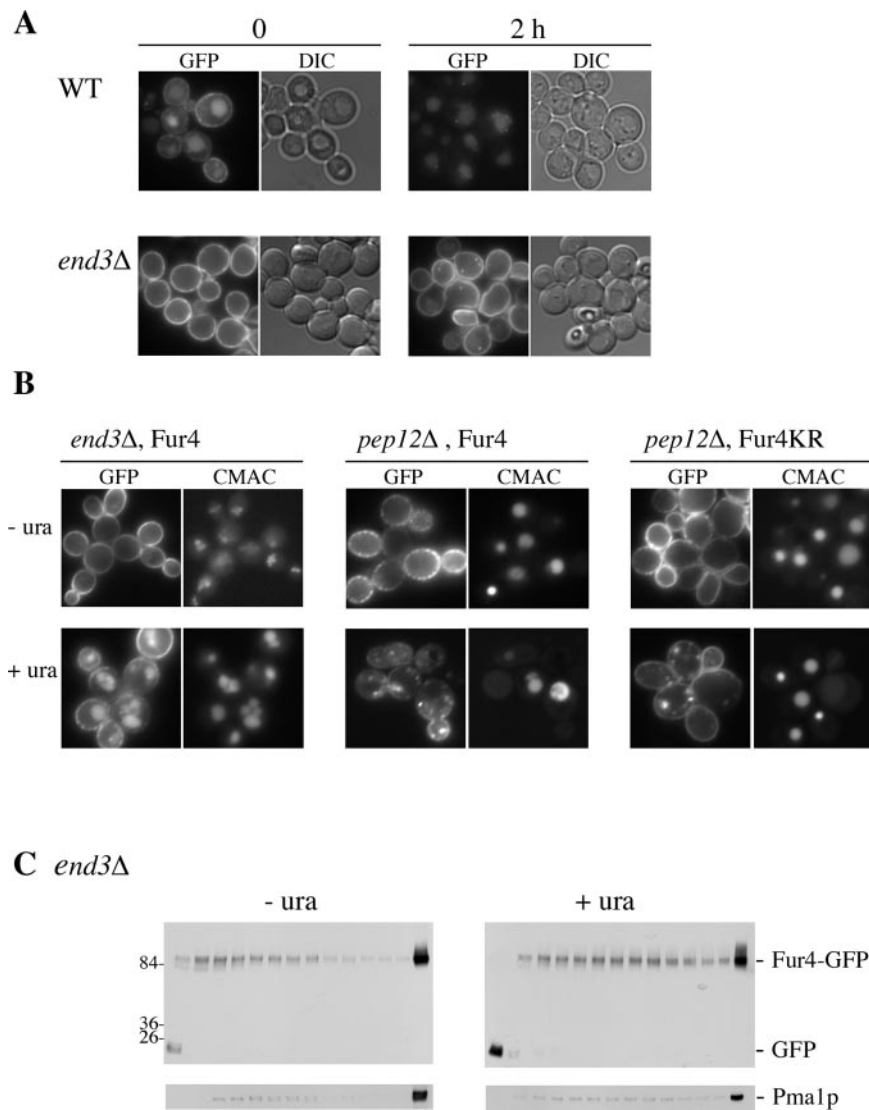 A
0 2 h
GFP DIC GFP DIC
WT
end3Δ
B
end3Δ, Fur4 pep12Δ , Fur4 pep12Δ, Fur4KR
GFP CMAC GFP CMAC GFP CMAC
- ura
+ ura
C end3Δ
- ura + ura
84- - Fur4-GFP
36-
26-
- GFP
- Pma1p